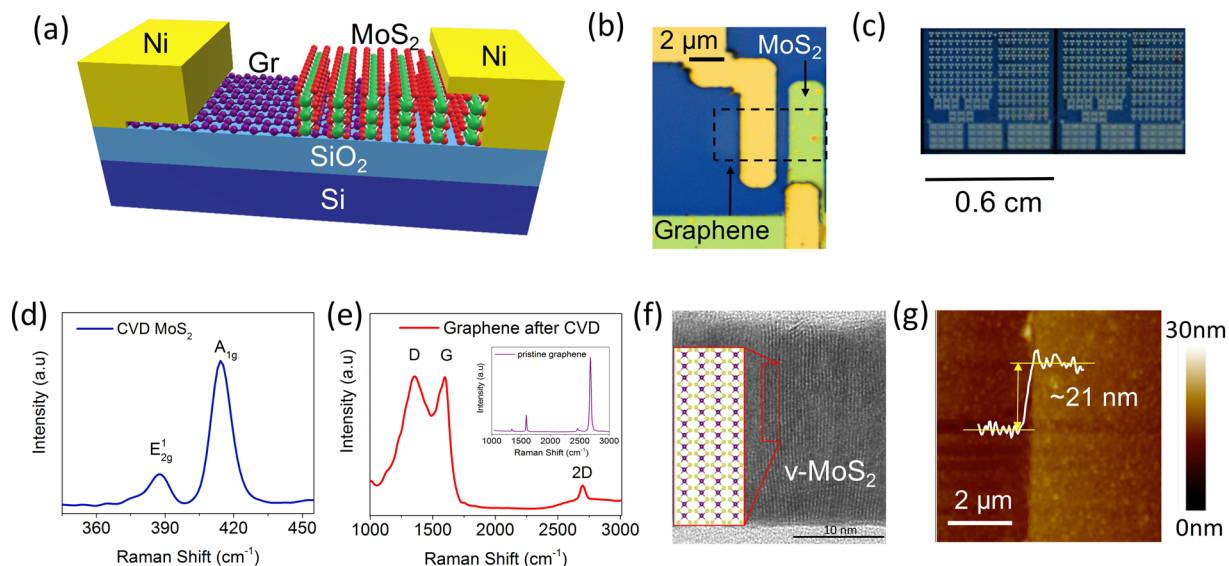 (a)
Ni
Gr
MoS₂
Ni
SiO₂
Si
(b)
2 μm
MoS₂
Graphene
(c)
0.6 cm
(d)
CVD MoS₂
A₁g
E¹₂g
Intensity (a.u)
360 390 420 450
Raman Shift (cm⁻¹)
(e)
Graphene after CVD
D G
2D
Intensity (a.u)
1000 1500 2000 2500 3000
Raman Shift (cm⁻¹)
pristine graphene
Intensity (a.u)
1000 1500 2000 2500 3000
Raman Shift (cm⁻¹)
(f)
v-MoS₂
10 nm
(g)
~21 nm
2 μm
30nm
0nm